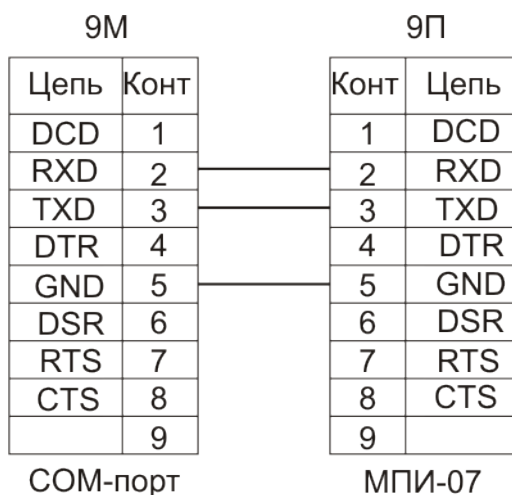 9М 9П
Цепь Конт Конт Цепь
DCD 1 1 DCD
RXD 2 2 RXD
TXD 3 3 TXD
DTR 4 4 DTR
GND 5 5 GND
DSR 6 6 DSR
RTS 7 7 RTS
CTS 8 8 CTS
9 9
COM-порт МПИ-07